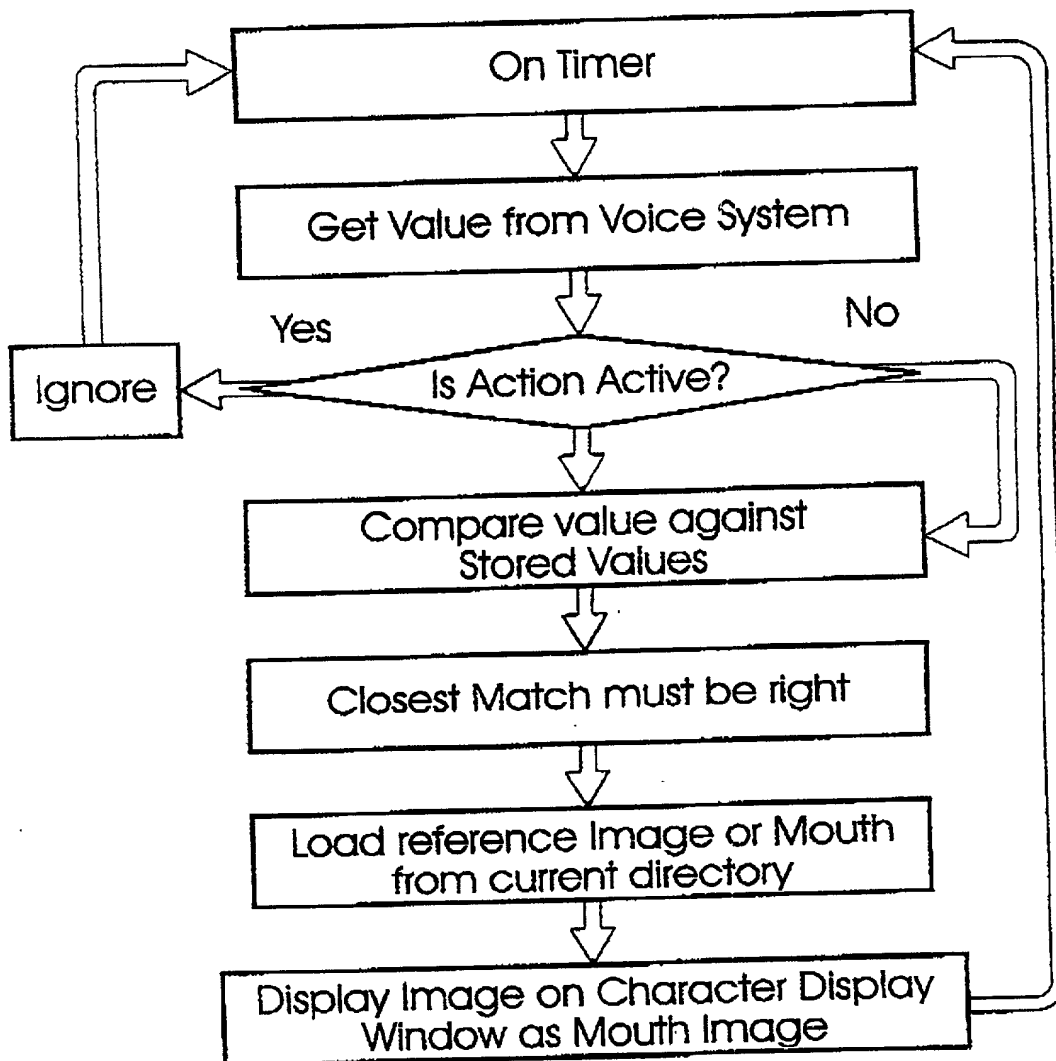 On Timer
Get Value from Voice System
Yes
No
Ignore
Is Action Active?
Compare value against
Stored Values
Closest Match must be right
Load reference Image or Mouth
from current directory
Display Image on Character Display
Window as Mouth Image